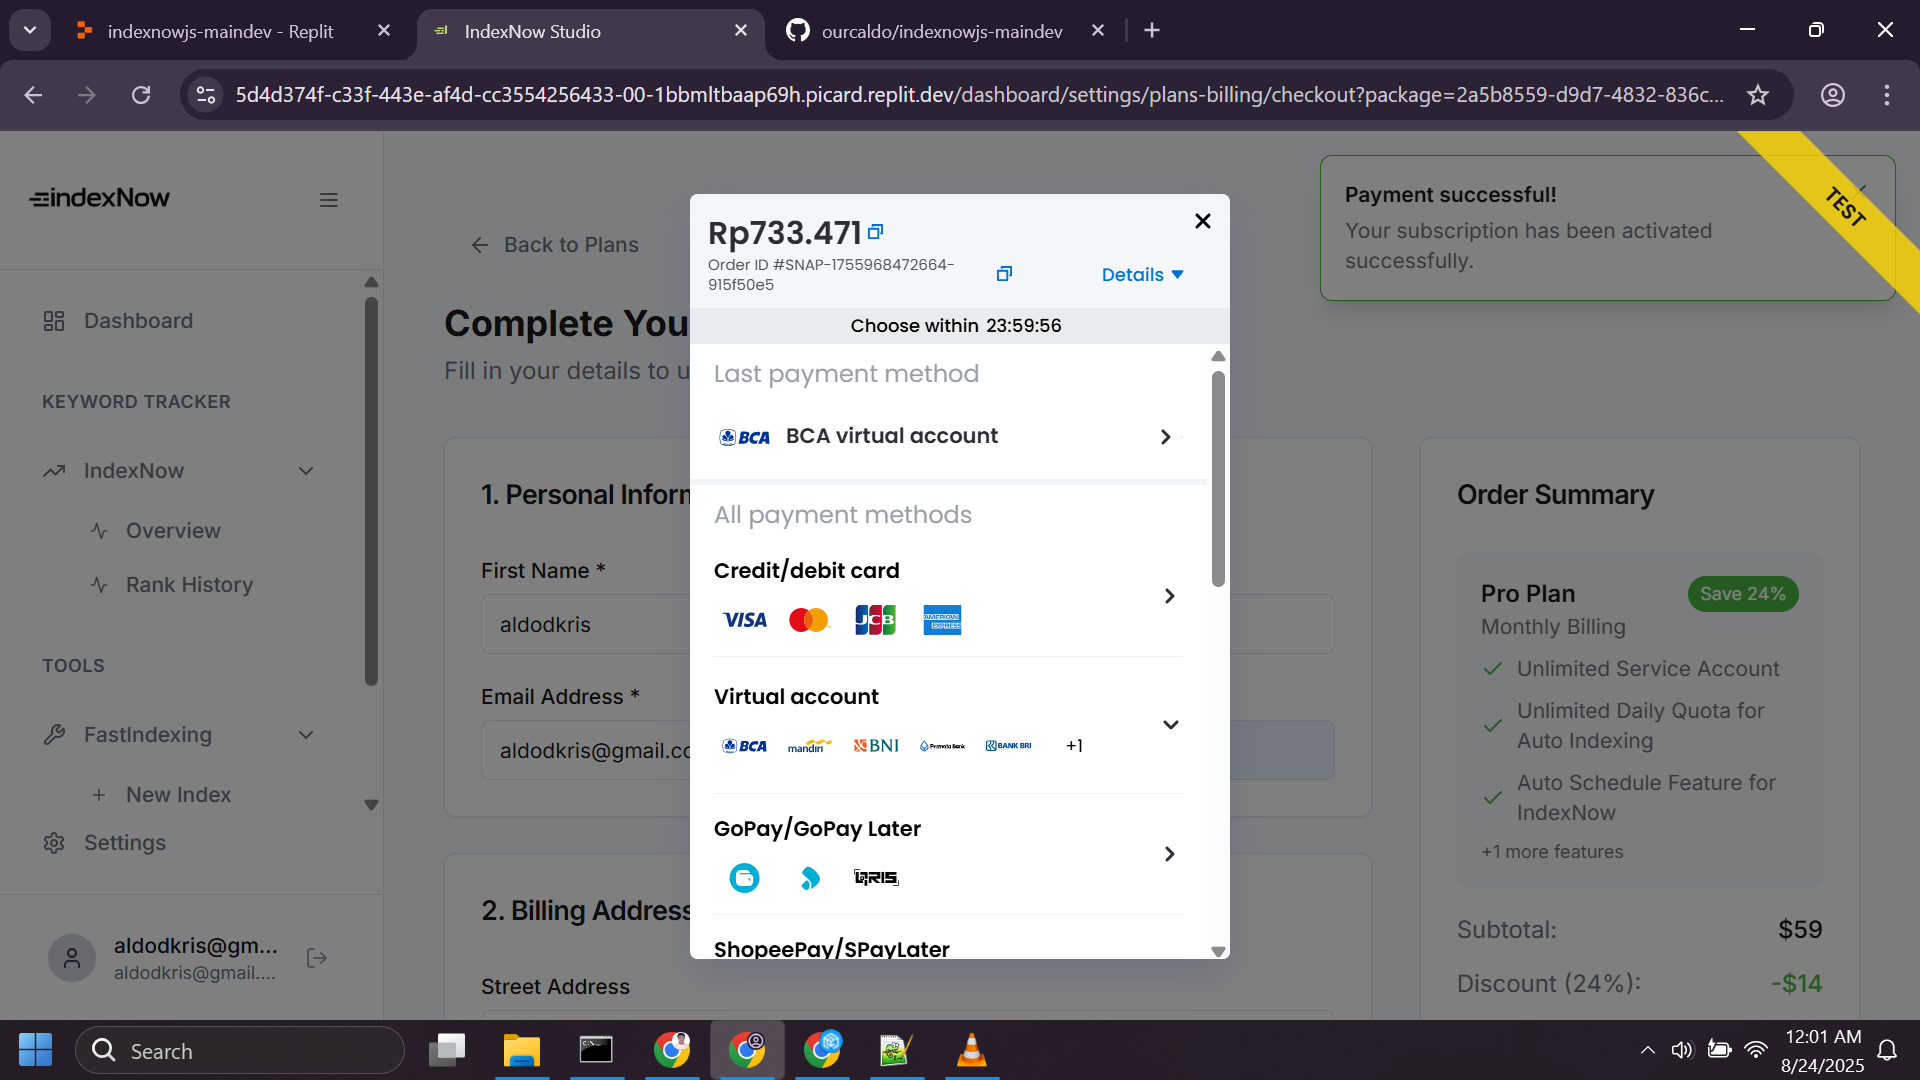 indexnowjs-maindev - Replit
IndexNow Studio
ourcaldo/indexnowjs-maindev
5d4d374f-c33f-443e-af4d-cc3554256433-00-1bbmltbaap69h.picard.replit.dev/dashboard/settings/plans-billing/checkout?package=2a5b8559-d9d7-4832-836c...
indexNow
Dashboard
KEYWORD TRACKER
IndexNow
Overview
Rank History
TOOLS
FastIndexing
New Index
Settings
aldodkris@gm...
aldodkris@gmail....
Back to Plans
Complete You
Fill in your details to u
1. Personal Inforn
First Name *
aldodkris
Email Address *
aldodkris@gmail.co
2. Billing Address
Street Address
Rp733.471
Order ID #SNAP-1755968472664-
915f50e5
Details
Choose within 23:59:56
Last payment method
BCA BCA virtual account
All payment methods
Credit/debit card
VISA JCB AMERICAN EXPRESS
Virtual account
BCA mandiri BNI PermataBank BANK BRI +1
GoPay/GoPay Later
QRIS
ShopeePay/SPayLater
Payment successful!
Your subscription has been activated
successfully.
TEST
Order Summary
Pro Plan
Save 24%
Monthly Billing
Unlimited Service Account
Unlimited Daily Quota for
Auto Indexing
Auto Schedule Feature for
IndexNow
+1 more features
Subtotal: $59
Discount (24%): -$14
Search
12:01 AM
8/24/2025